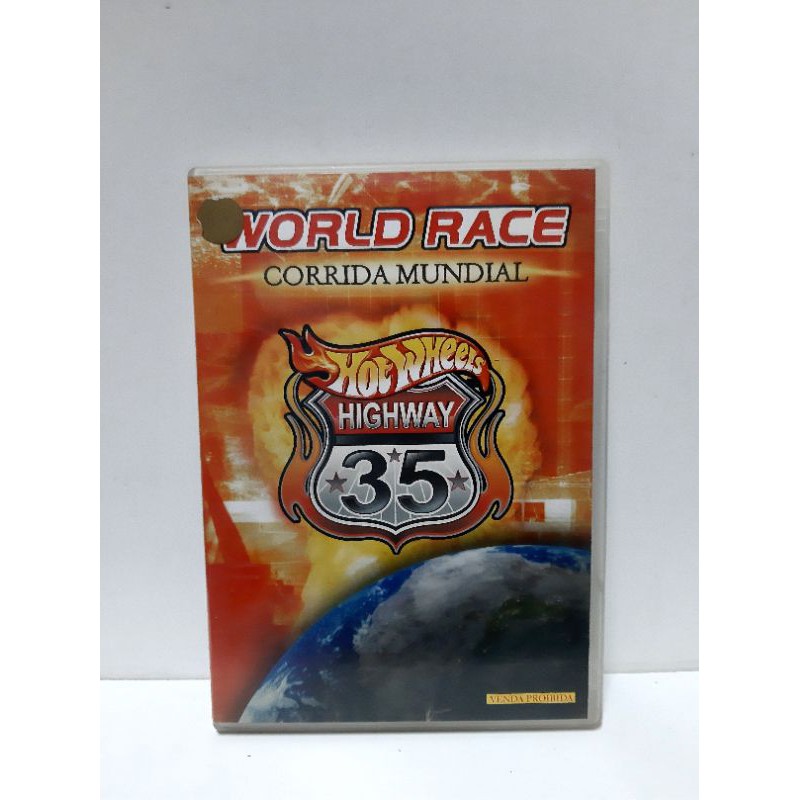 WORLD RACE
CORRIDA MUNDIAL
HOT WHEELS
HIGHWAY
35
VENDA PROIBIDA